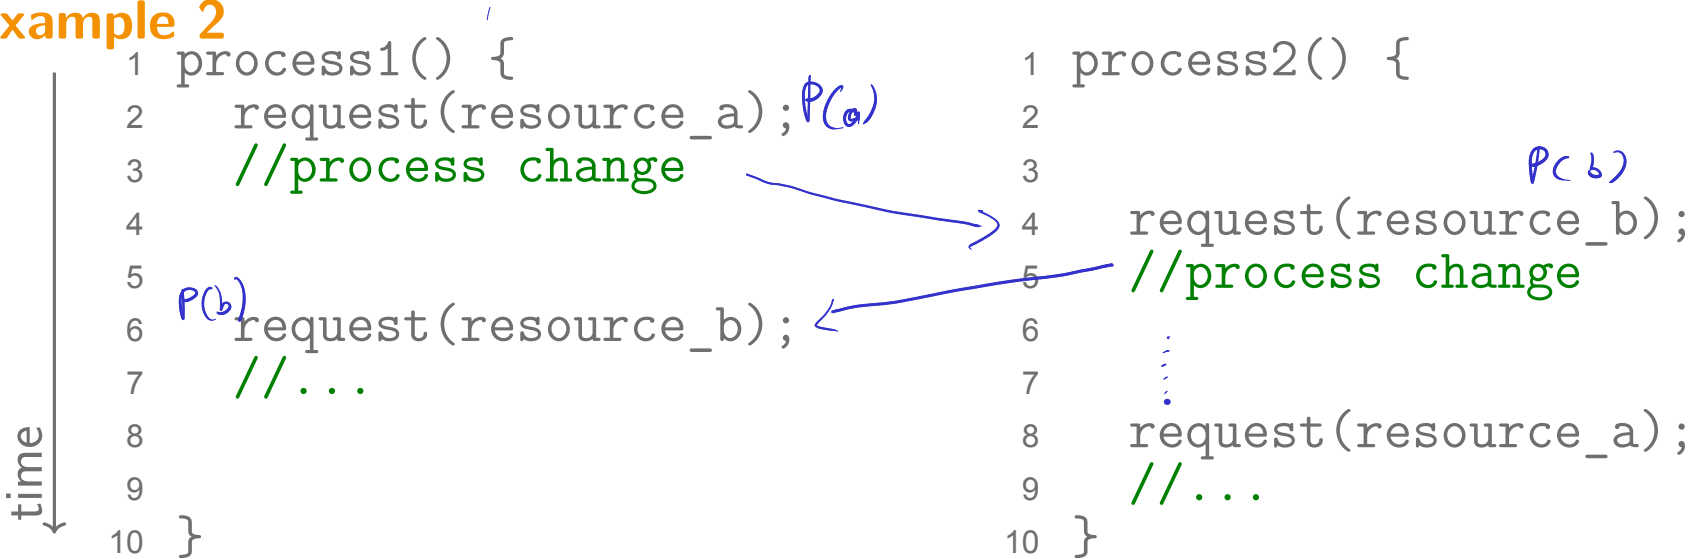 xample 2
1 process1() {
2 request(resource_a); P(a)
3 //process change
4
5
P(b)
6 request(resource_b);
7 //...
8
9
10 }
time
1 process2() {
2
3
P(b)
4 request(resource_b);
5 //process change
6
7
8 request(resource_a);
9 //...
10 }